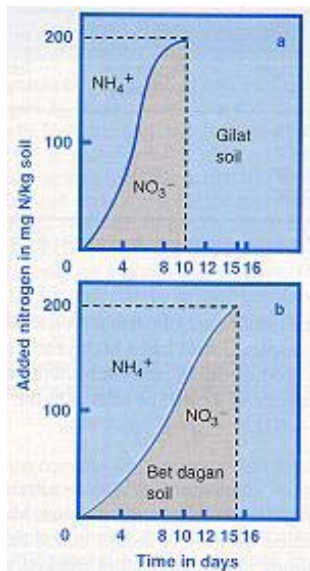 Added nitrogen in mg N/kg soil
200
a
NH₄⁺
100
Gilat
soil
NO₃⁻
0
4 8 10 12 15 16
b
200
NH₄⁺
100
NO₃⁻
Bet dagan
soil
0
4 8 10 12 15 16
Time in days